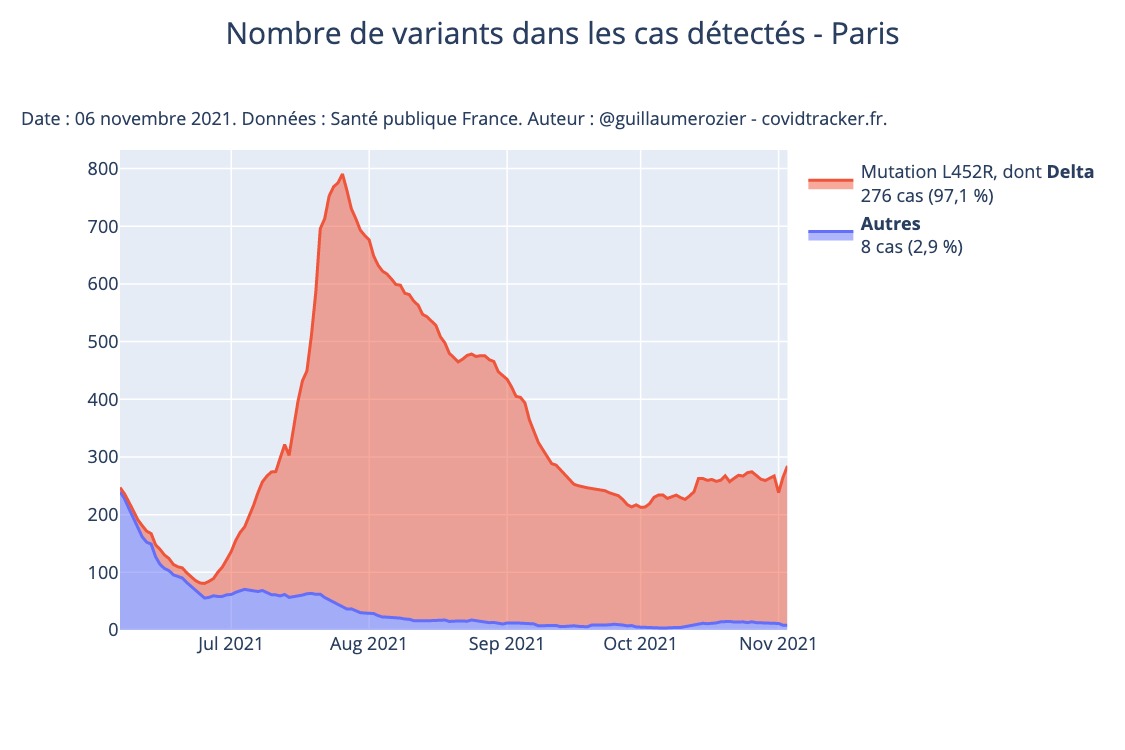 Nombre de variants dans les cas détectés - Paris
Date : 06 novembre 2021. Données : Santé publique France. Auteur : @guillaumerozier - covidtracker.fr.
800
700
600
500
400
300
200
100
0
Jul 2021
Aug 2021
Sep 2021
Oct 2021
Nov 2021
Mutation L452R, dont Delta
276 cas (97,1 %)
Autres
8 cas (2,9 %)